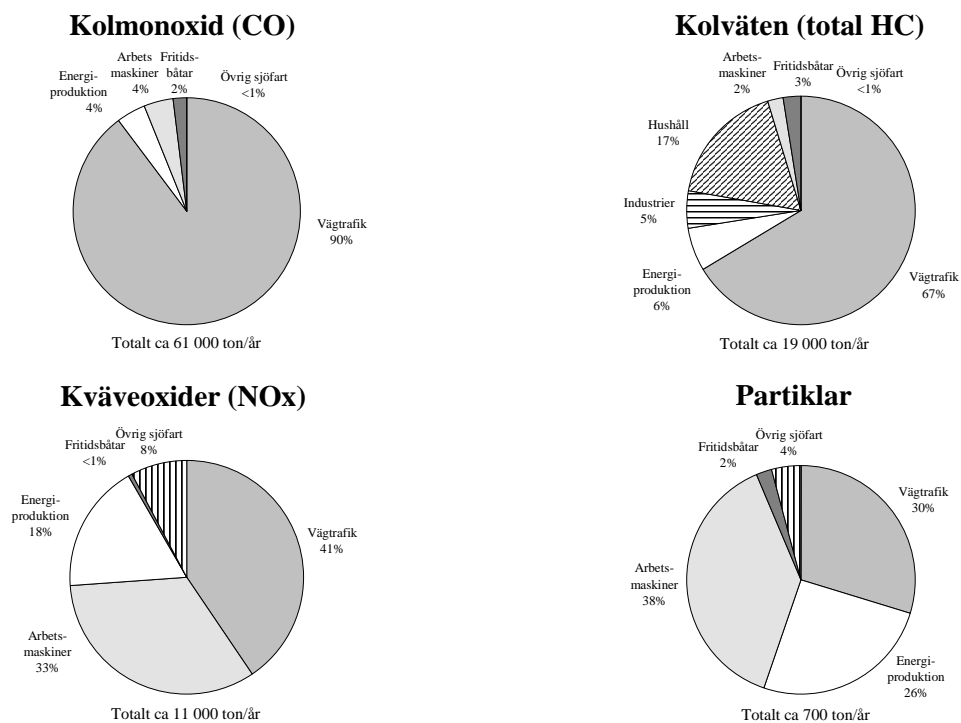 Kolmonoxid (CO)
Energi-
produktion
4%
Arbets
maskiner
4%
Fritids-
båtar
2%
Övrig sjöfart
<1%
Vägtrafik
90%
Totalt ca 61 000 ton/år
Kolväten (total HC)
Arbets-
maskiner
2%
Fritidsbåtar
3%
Övrig sjöfart
<1%
Hushåll
17%
Industrier
5%
Energi-
produktion
6%
Vägtrafik
67%
Totalt ca 19 000 ton/år
Kväveoxider (NOx)
Fritidsbåtar
<1%
Övrig sjöfart
8%
Energi-
produktion
18%
Vägtrafik
41%
Arbets-
maskiner
33%
Totalt ca 11 000 ton/år
Partiklar
Fritidsbåtar
2%
Övrig sjöfart
4%
Vägtrafik
30%
Arbets-
maskiner
38%
Energi-
produktion
26%
Totalt ca 700 ton/år